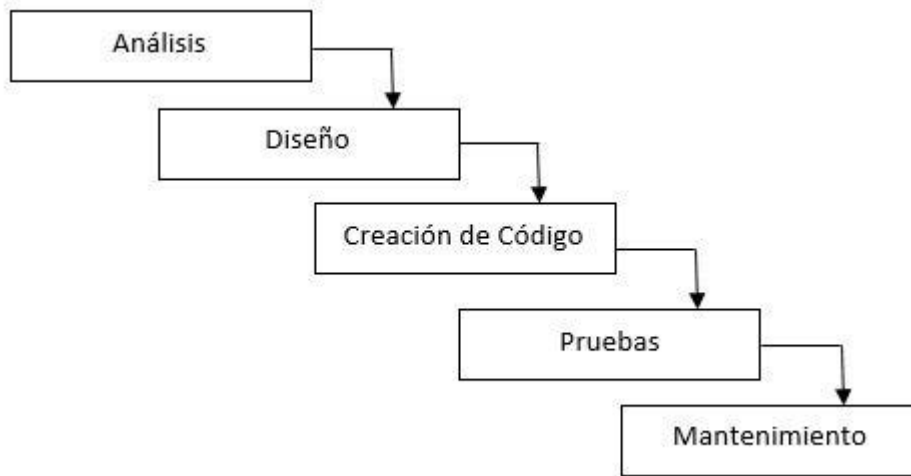 Análisis
Diseño
Creación de Código
Pruebas
Mantenimiento